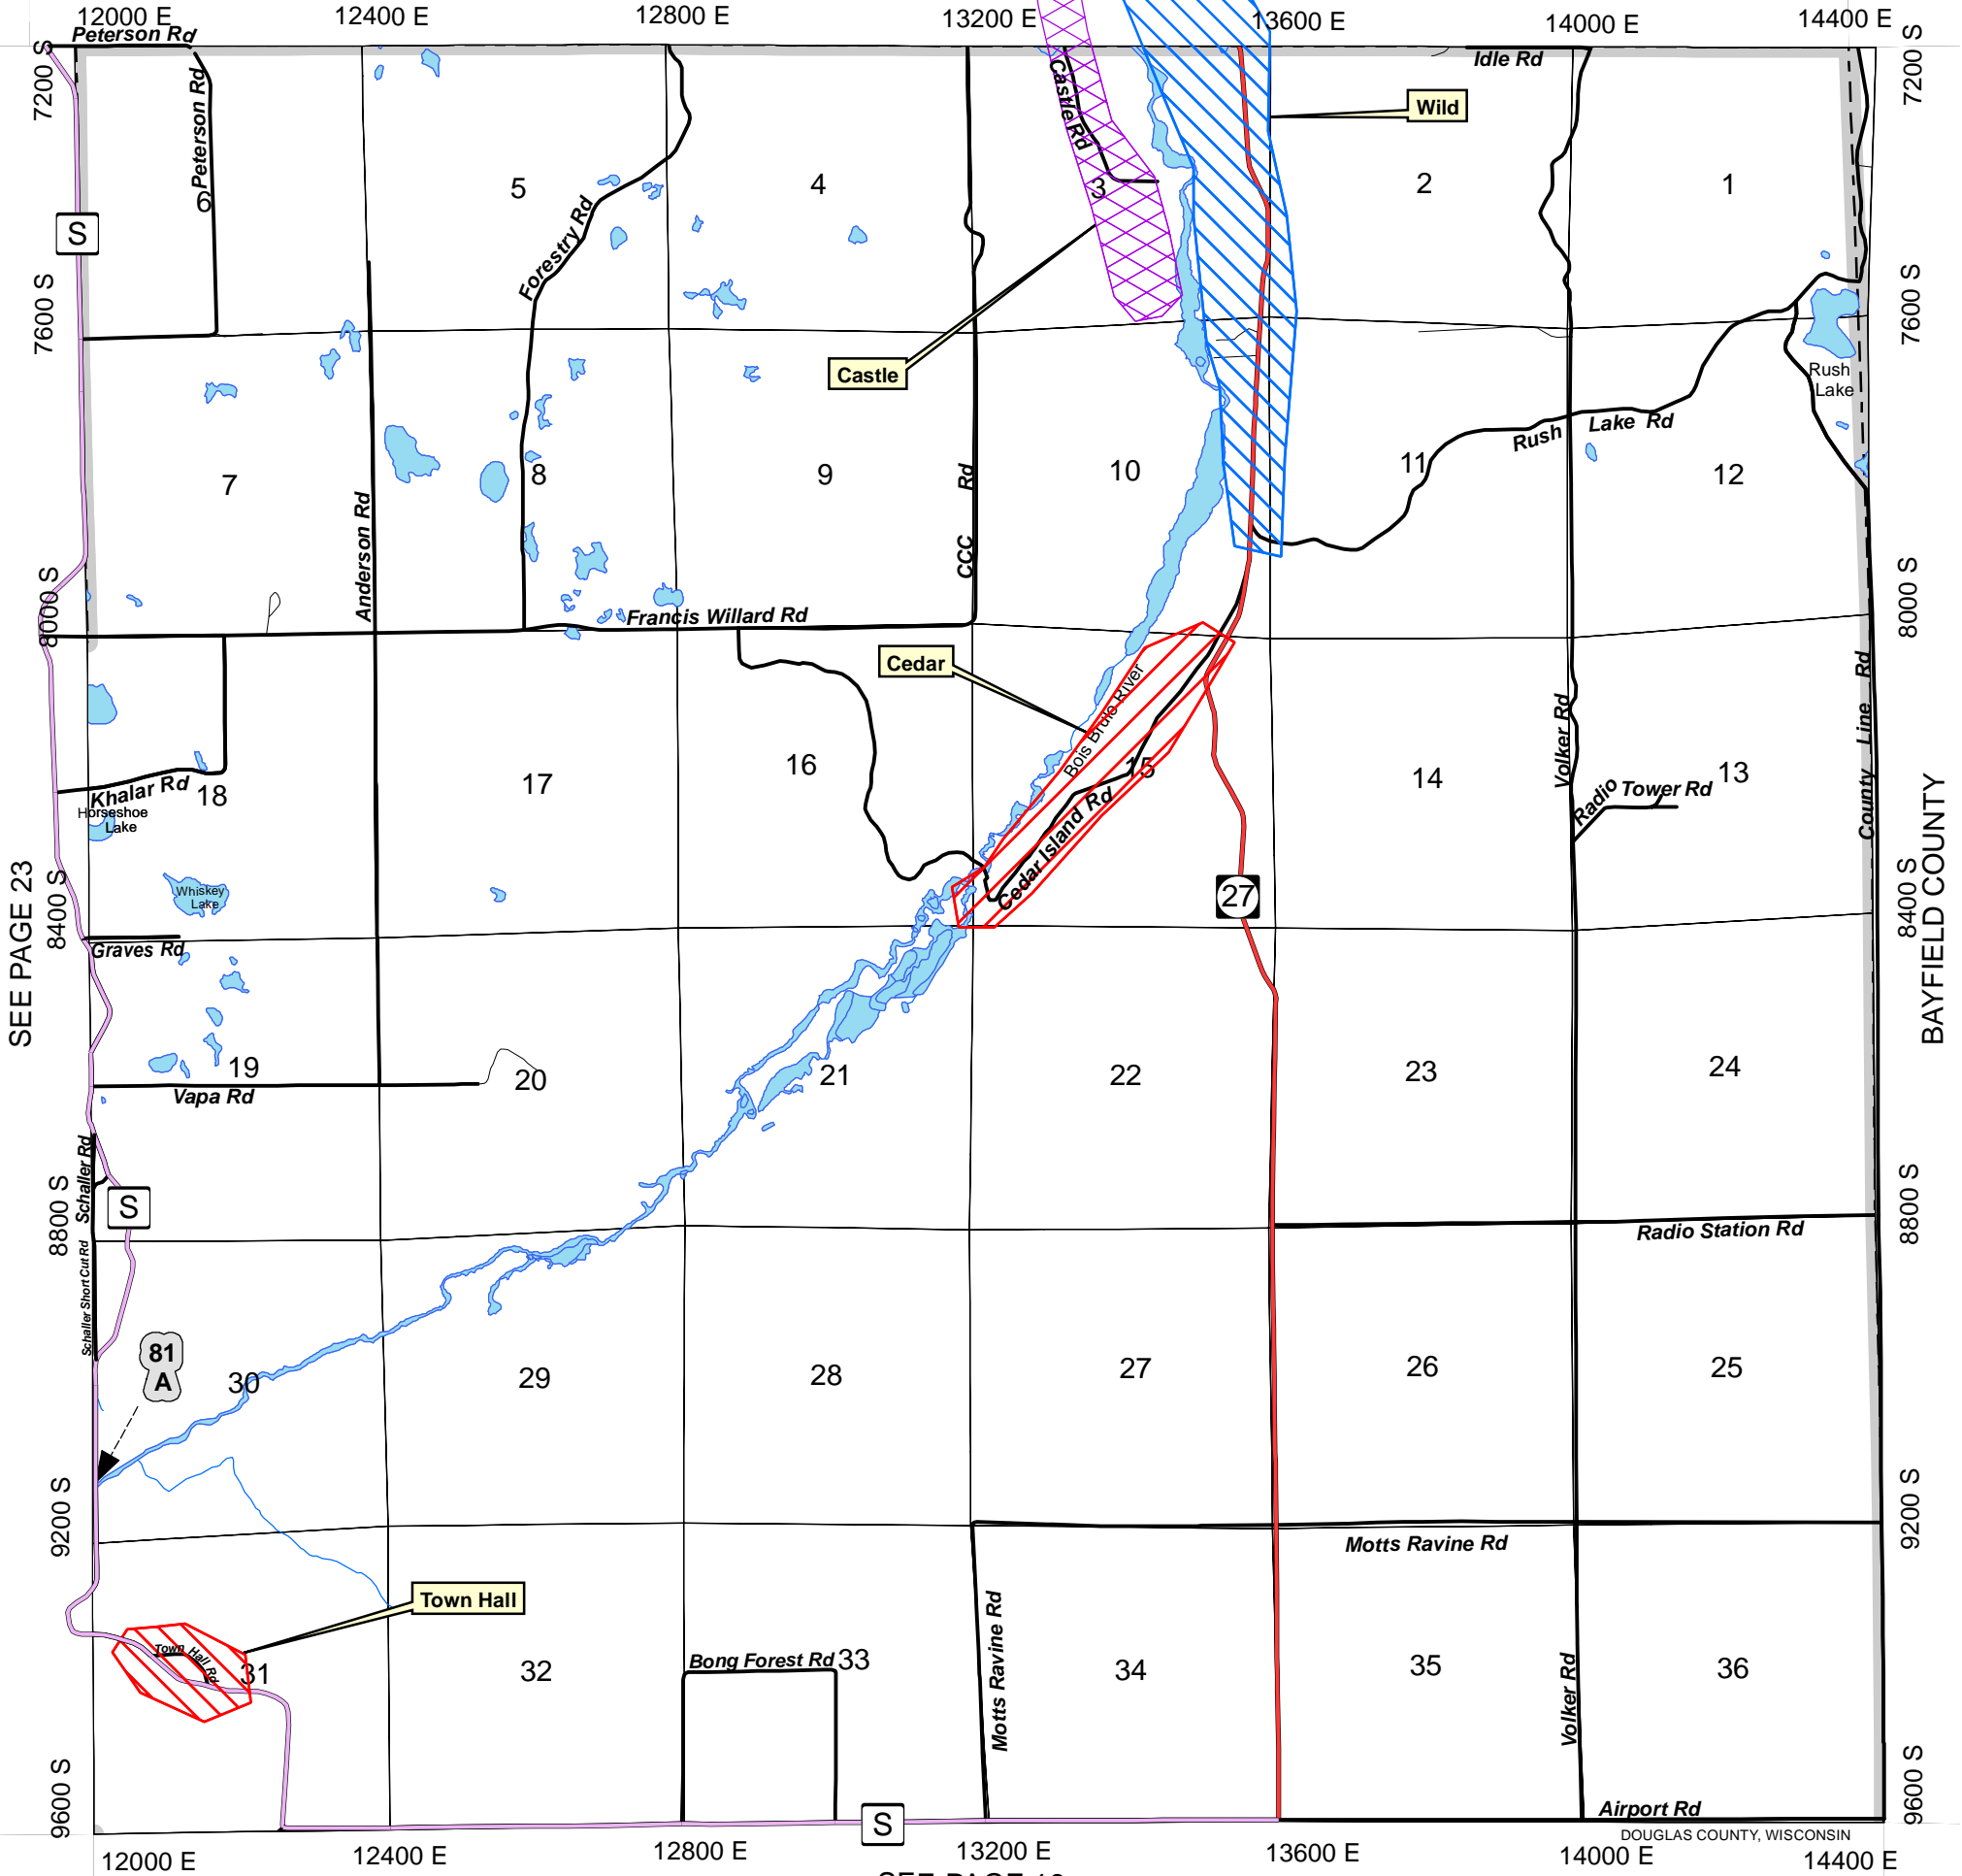 12000 E
12400 E
12800 E
13200 E
13600 E
14000 E
14400 E
Peterson Rd
Idle Rd
7200 S
7200 S
Peterson Rd
Castle Rd
Wild
6
5
4
3
2
1
S
Forestry Rd
7600 S
7600 S
Castle
Rush
Lake
Rush
Lake Rd
7
8
9
10
11
12
Anderson Rd
CCC Rd
8000 S
8000 S
Francis Willard Rd
Cedar
Bois Brule River
County Line Rd
Volker Rd
Khalar Rd
18
17
16
15
14
13
Radio Tower Rd
Horseshoe
Lake
Cedar Island Rd
SEE PAGE 23
BAYFIELD COUNTY
Whiskey
Lake
27
8400 S
8400 S
Graves Rd
19
20
21
22
23
24
Vapa Rd
Schaller Rd
S
8800 S
8800 S
Radio Station Rd
Schaller Short Cut Rd
81
A
30
29
28
27
26
25
9200 S
9200 S
Motts Ravine Rd
Town Hall
Town Hall Rd
31
32
Bong Forest Rd
33
Motts Ravine Rd
34
35
Volker Rd
36
9600 S
9600 S
S
Airport Rd
DOUGLAS COUNTY, WISCONSIN
12000 E
12400 E
12800 E
13200 E
13600 E
14000 E
14400 E